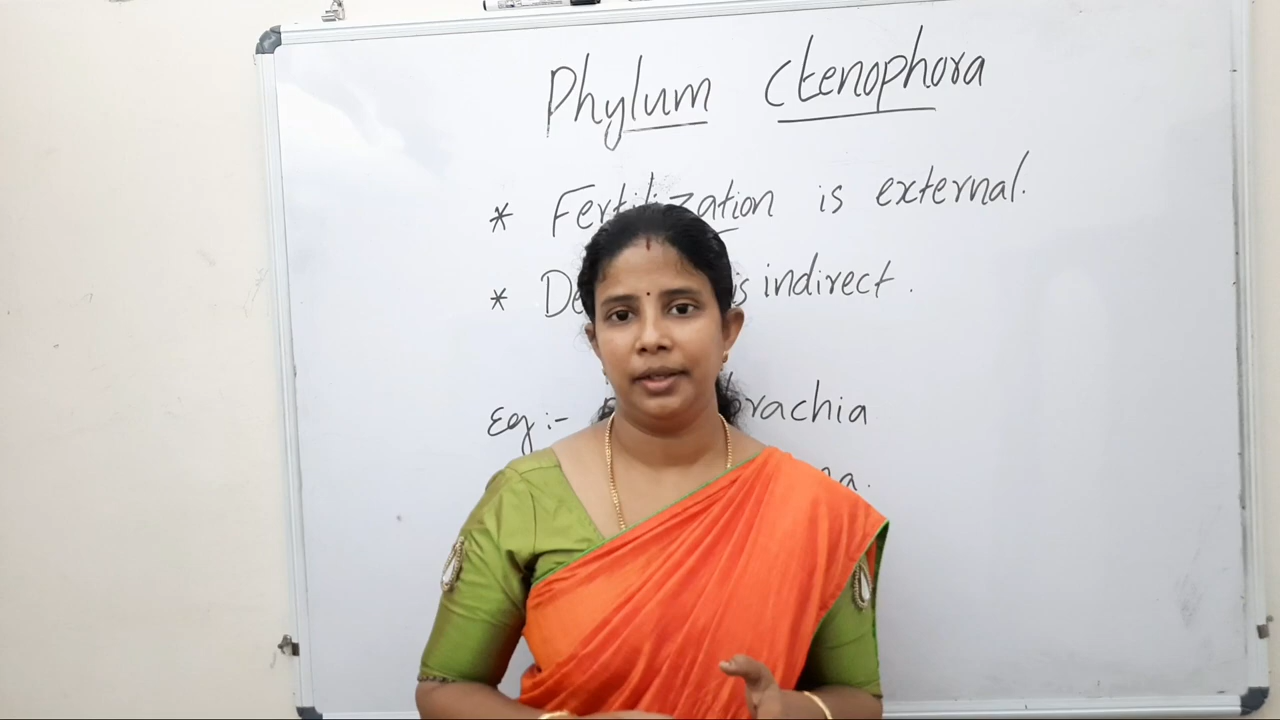 Phylum Ctenophora
* Fertilization is external.
* is indirect.
Eg :-